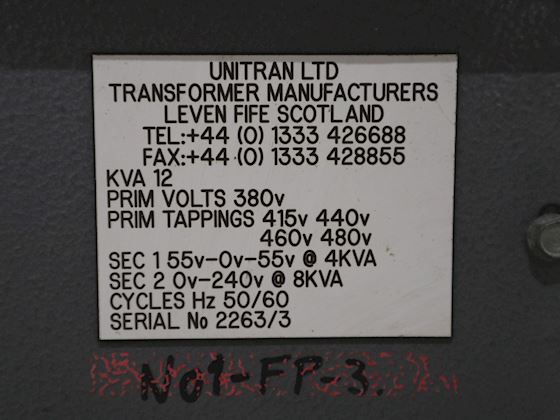 UNITRAN LTD
TRANSFORMER MANUFACTURERS
LEVEN FIFE SCOTLAND
TEL:+44 (0) 1333 426688
FAX:+44 (0) 1333 428855
KVA 12
PRIM VOLTS 380v
PRIM TAPPINGS 415v 440v
460v 480v
SEC 1 55v-0v-55v @ 4KVA
SEC 2 0v-240v @ 8KVA
CYCLES Hz 50/60
SERIAL No 2263/3
No1-FP-3.